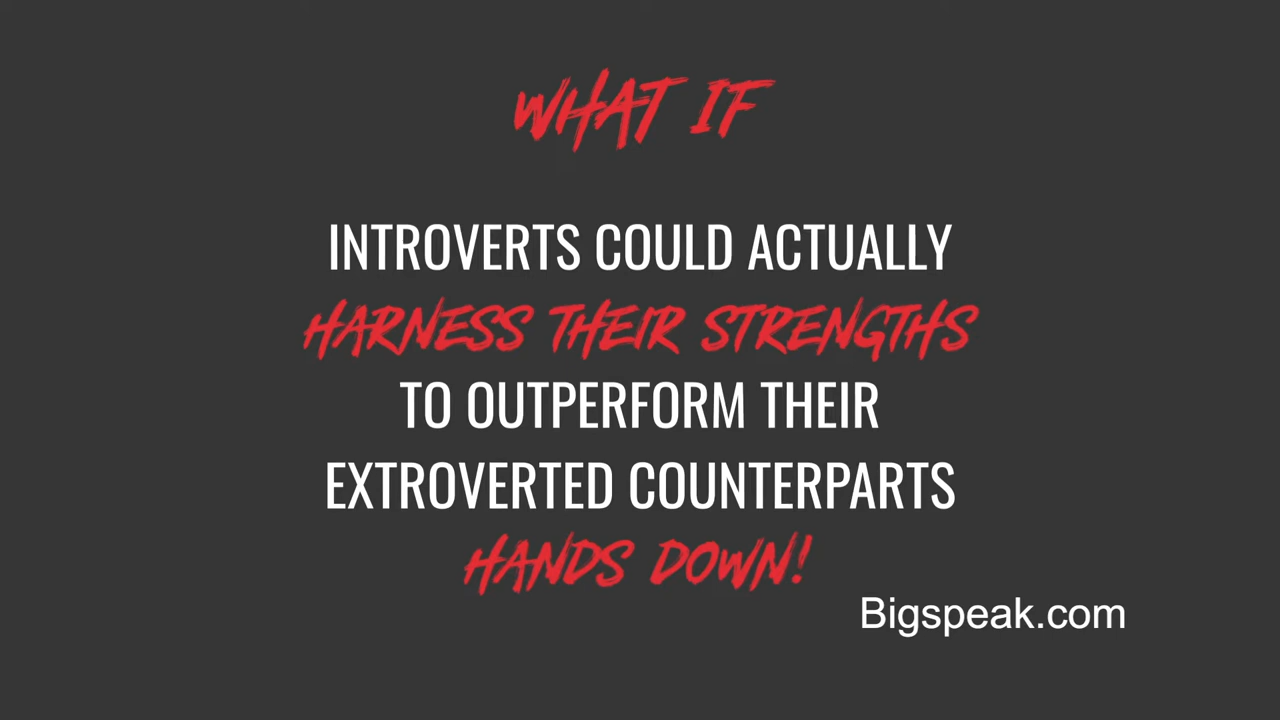 WHAT IF
INTROVERTS COULD ACTUALLY
HARNESS THEIR STRENGTHS
TO OUTPERFORM THEIR
EXTROVERTED COUNTERPARTS
HANDS DOWN!
Bigspeak.com